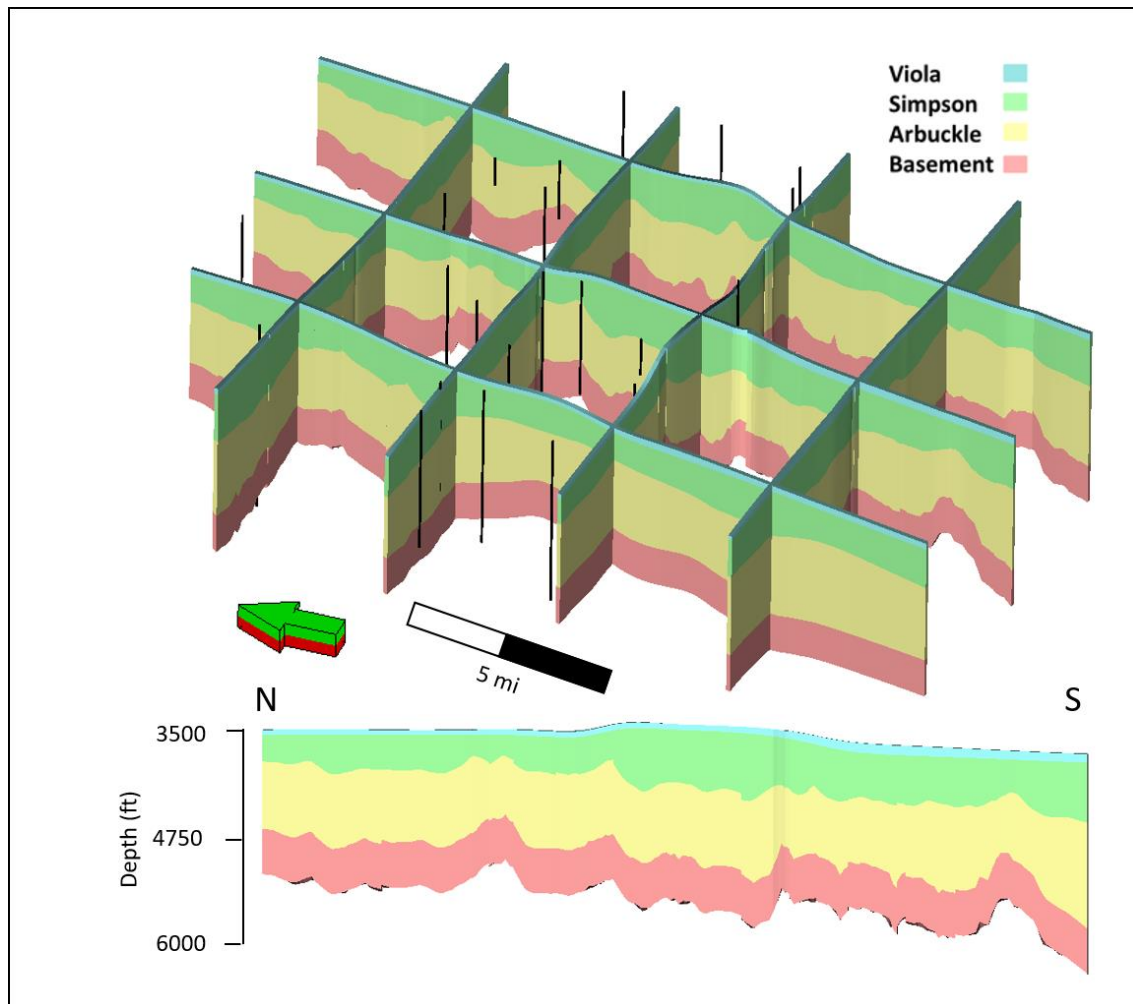 Viola
Simpson
Arbuckle
Basement
5 mi
N
S
3500
4750
6000
Depth (ft)